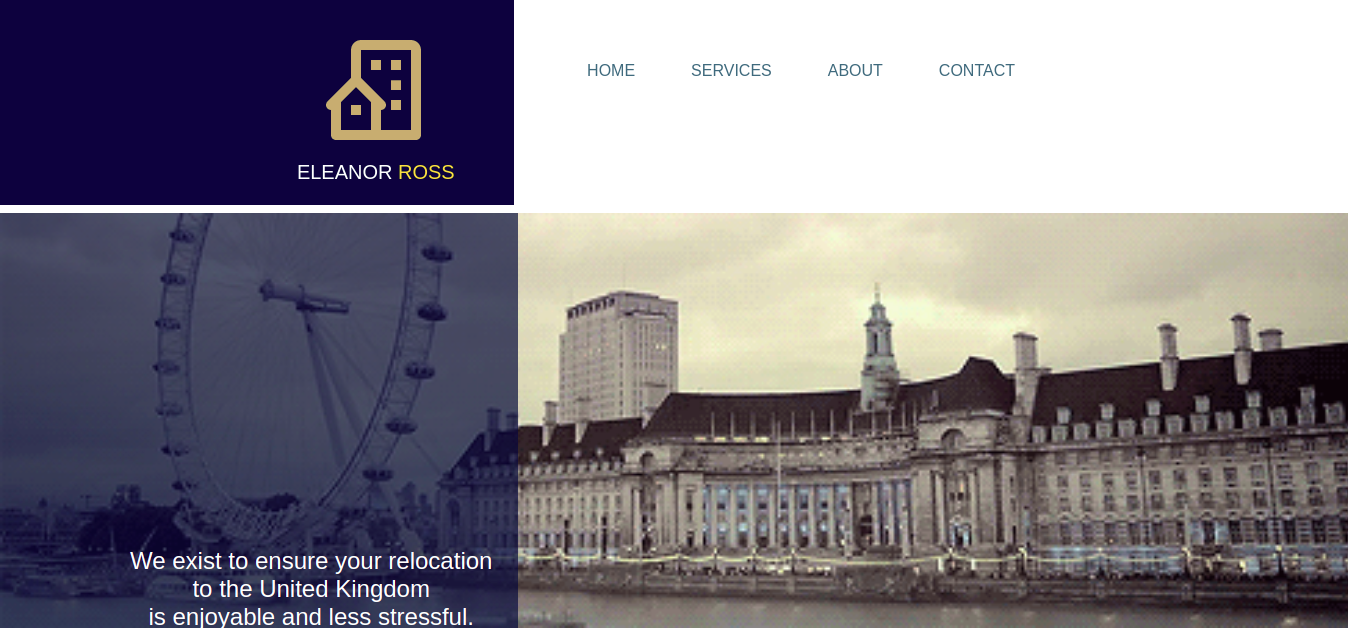 HOME SERVICES ABOUT CONTACT
ELEANOR ROSS
We exist to ensure your relocation
to the United Kingdom
is enjoyable and less stressful.